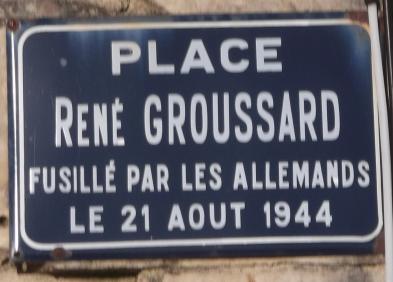 PLACE
RENÉ GROUSSARD
FUSILLÉ PAR LES ALLEMANDS
LE 21 AOUT 1944